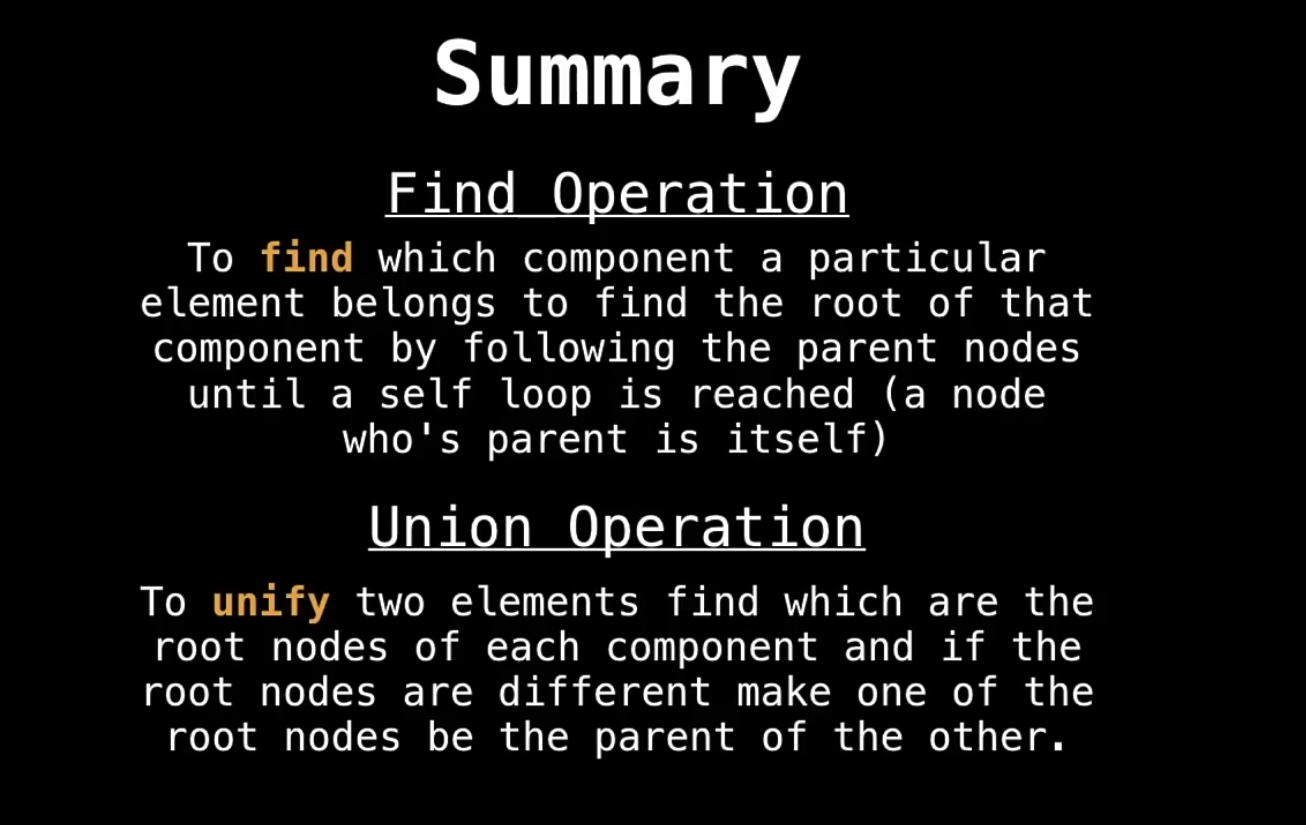 Summary
Find Operation
To find which component a particular
element belongs to find the root of that
component by following the parent nodes
until a self loop is reached (a node
who's parent is itself)
Union Operation
To unify two elements find which are the
root nodes of each component and if the
root nodes are different make one of the
root nodes be the parent of the other.